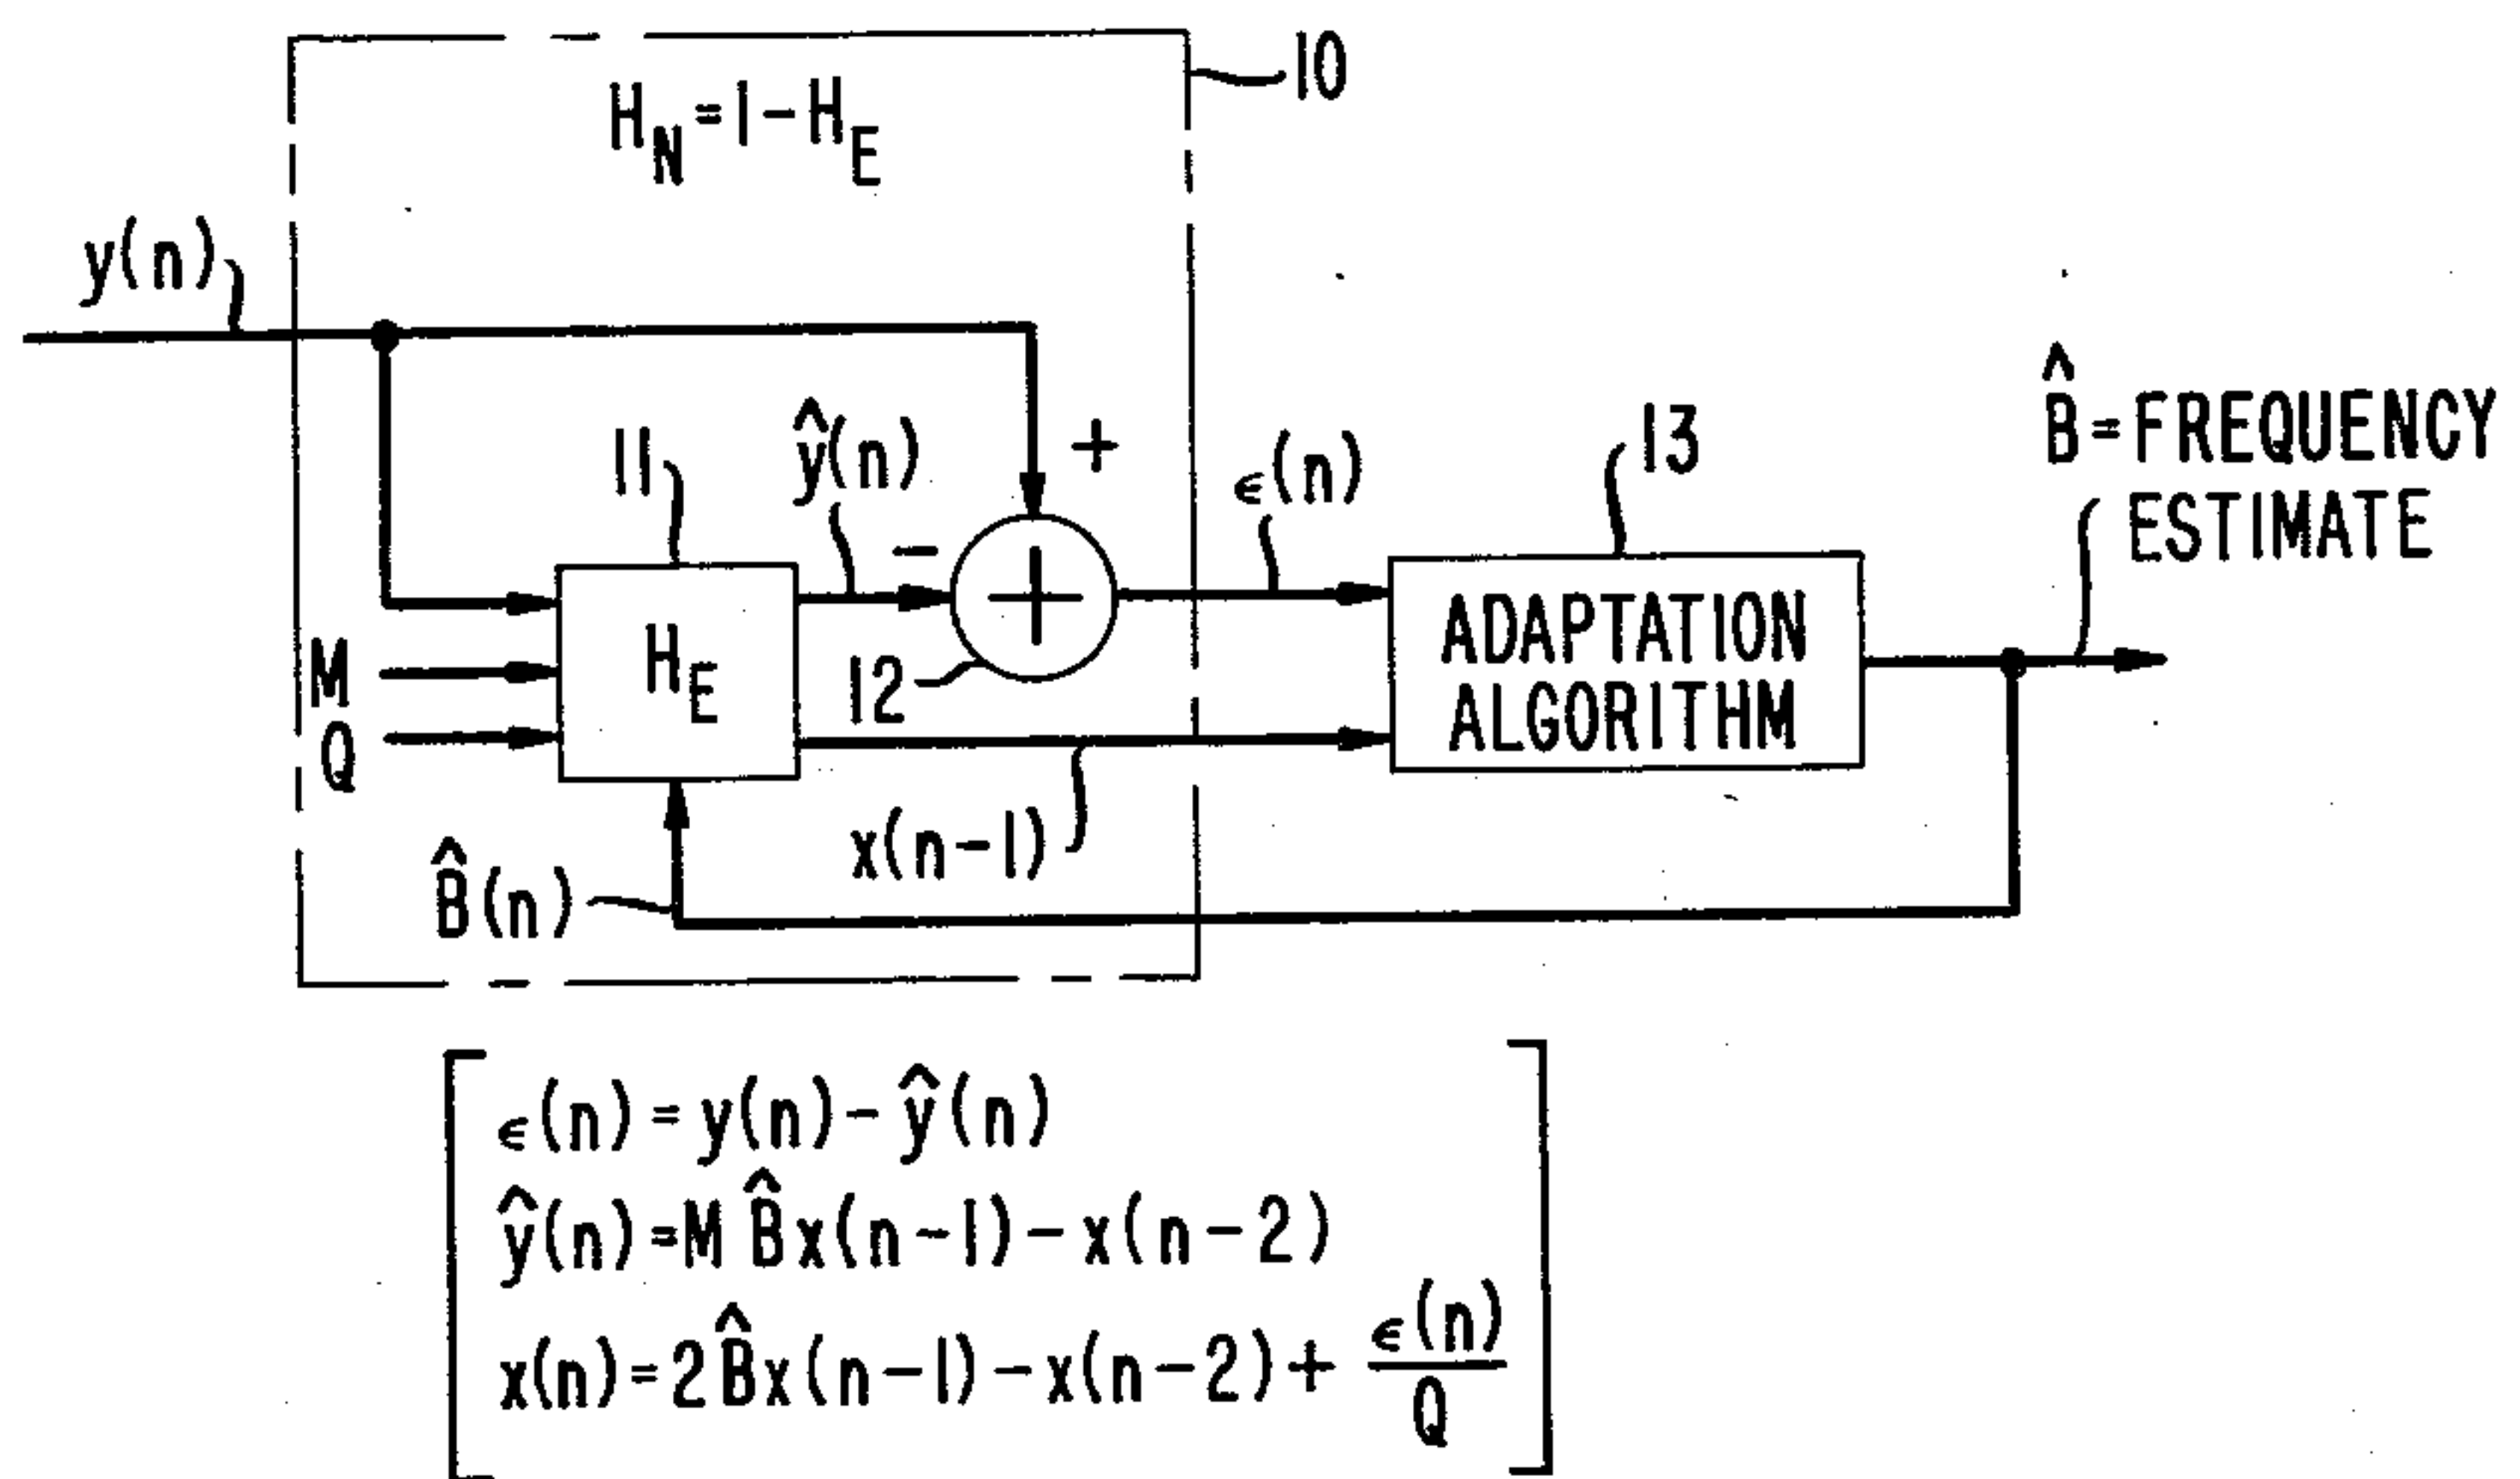 10
H_N=1-H_E
y(n)
11
ŷ(n)
+
-
ϵ(n)
13
B̂=FREQUENCY
ESTIMATE
M
Q
H_E
12
+
ADAPTATION
ALGORITHM
x(n-1)
B̂(n)
ϵ(n)=y(n)-ŷ(n)
ŷ(n)=M B̂x(n-1)-x(n-2)
x(n)=2B̂x(n-1)-x(n-2)+ϵ(n)/Q